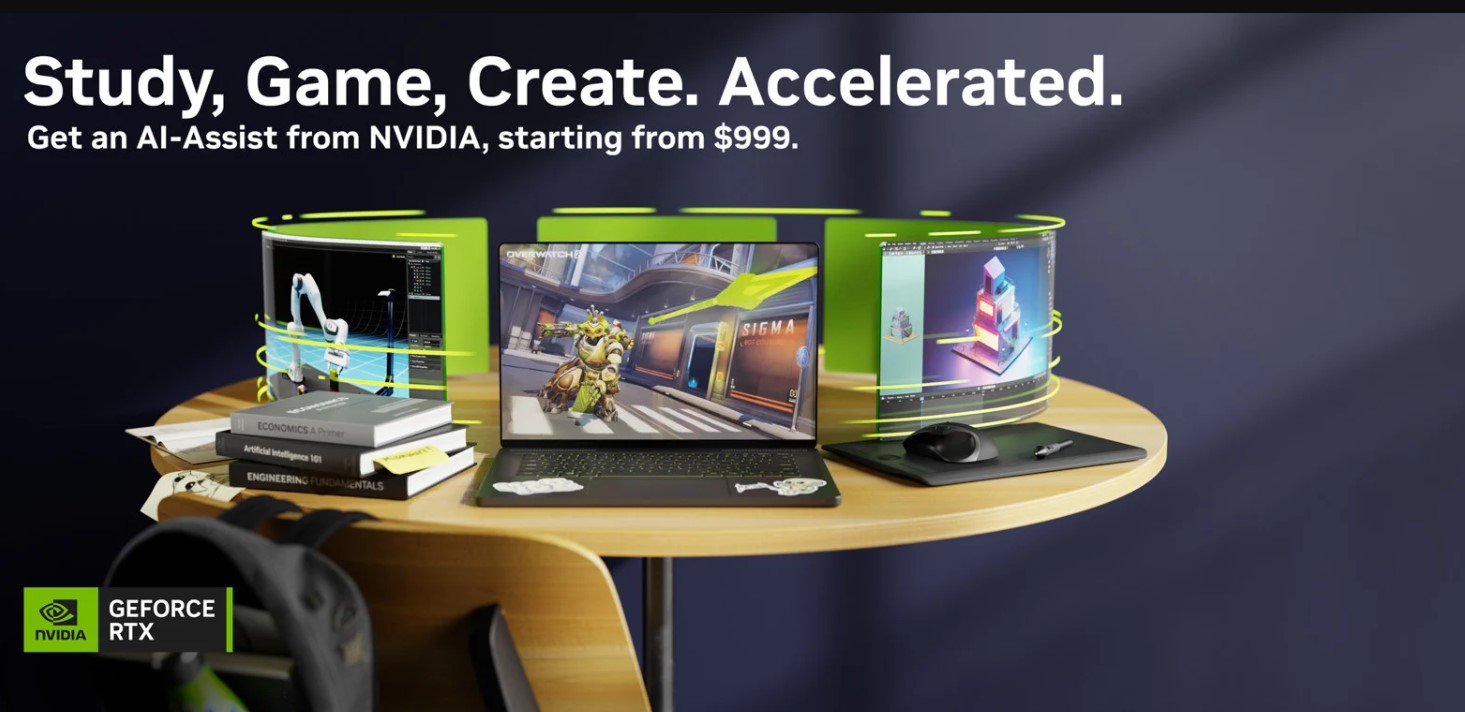 Study, Game, Create. Accelerated.
Get an AI-Assist from NVIDIA, starting from $999.
OVERWATCH 2
SIGMA
ECONOMICS
ECONOMICS A Primer
Artificial Intelligence 101
ENGINEERING FUNDAMENTALS
NVIDIA
GEFORCE
RTX